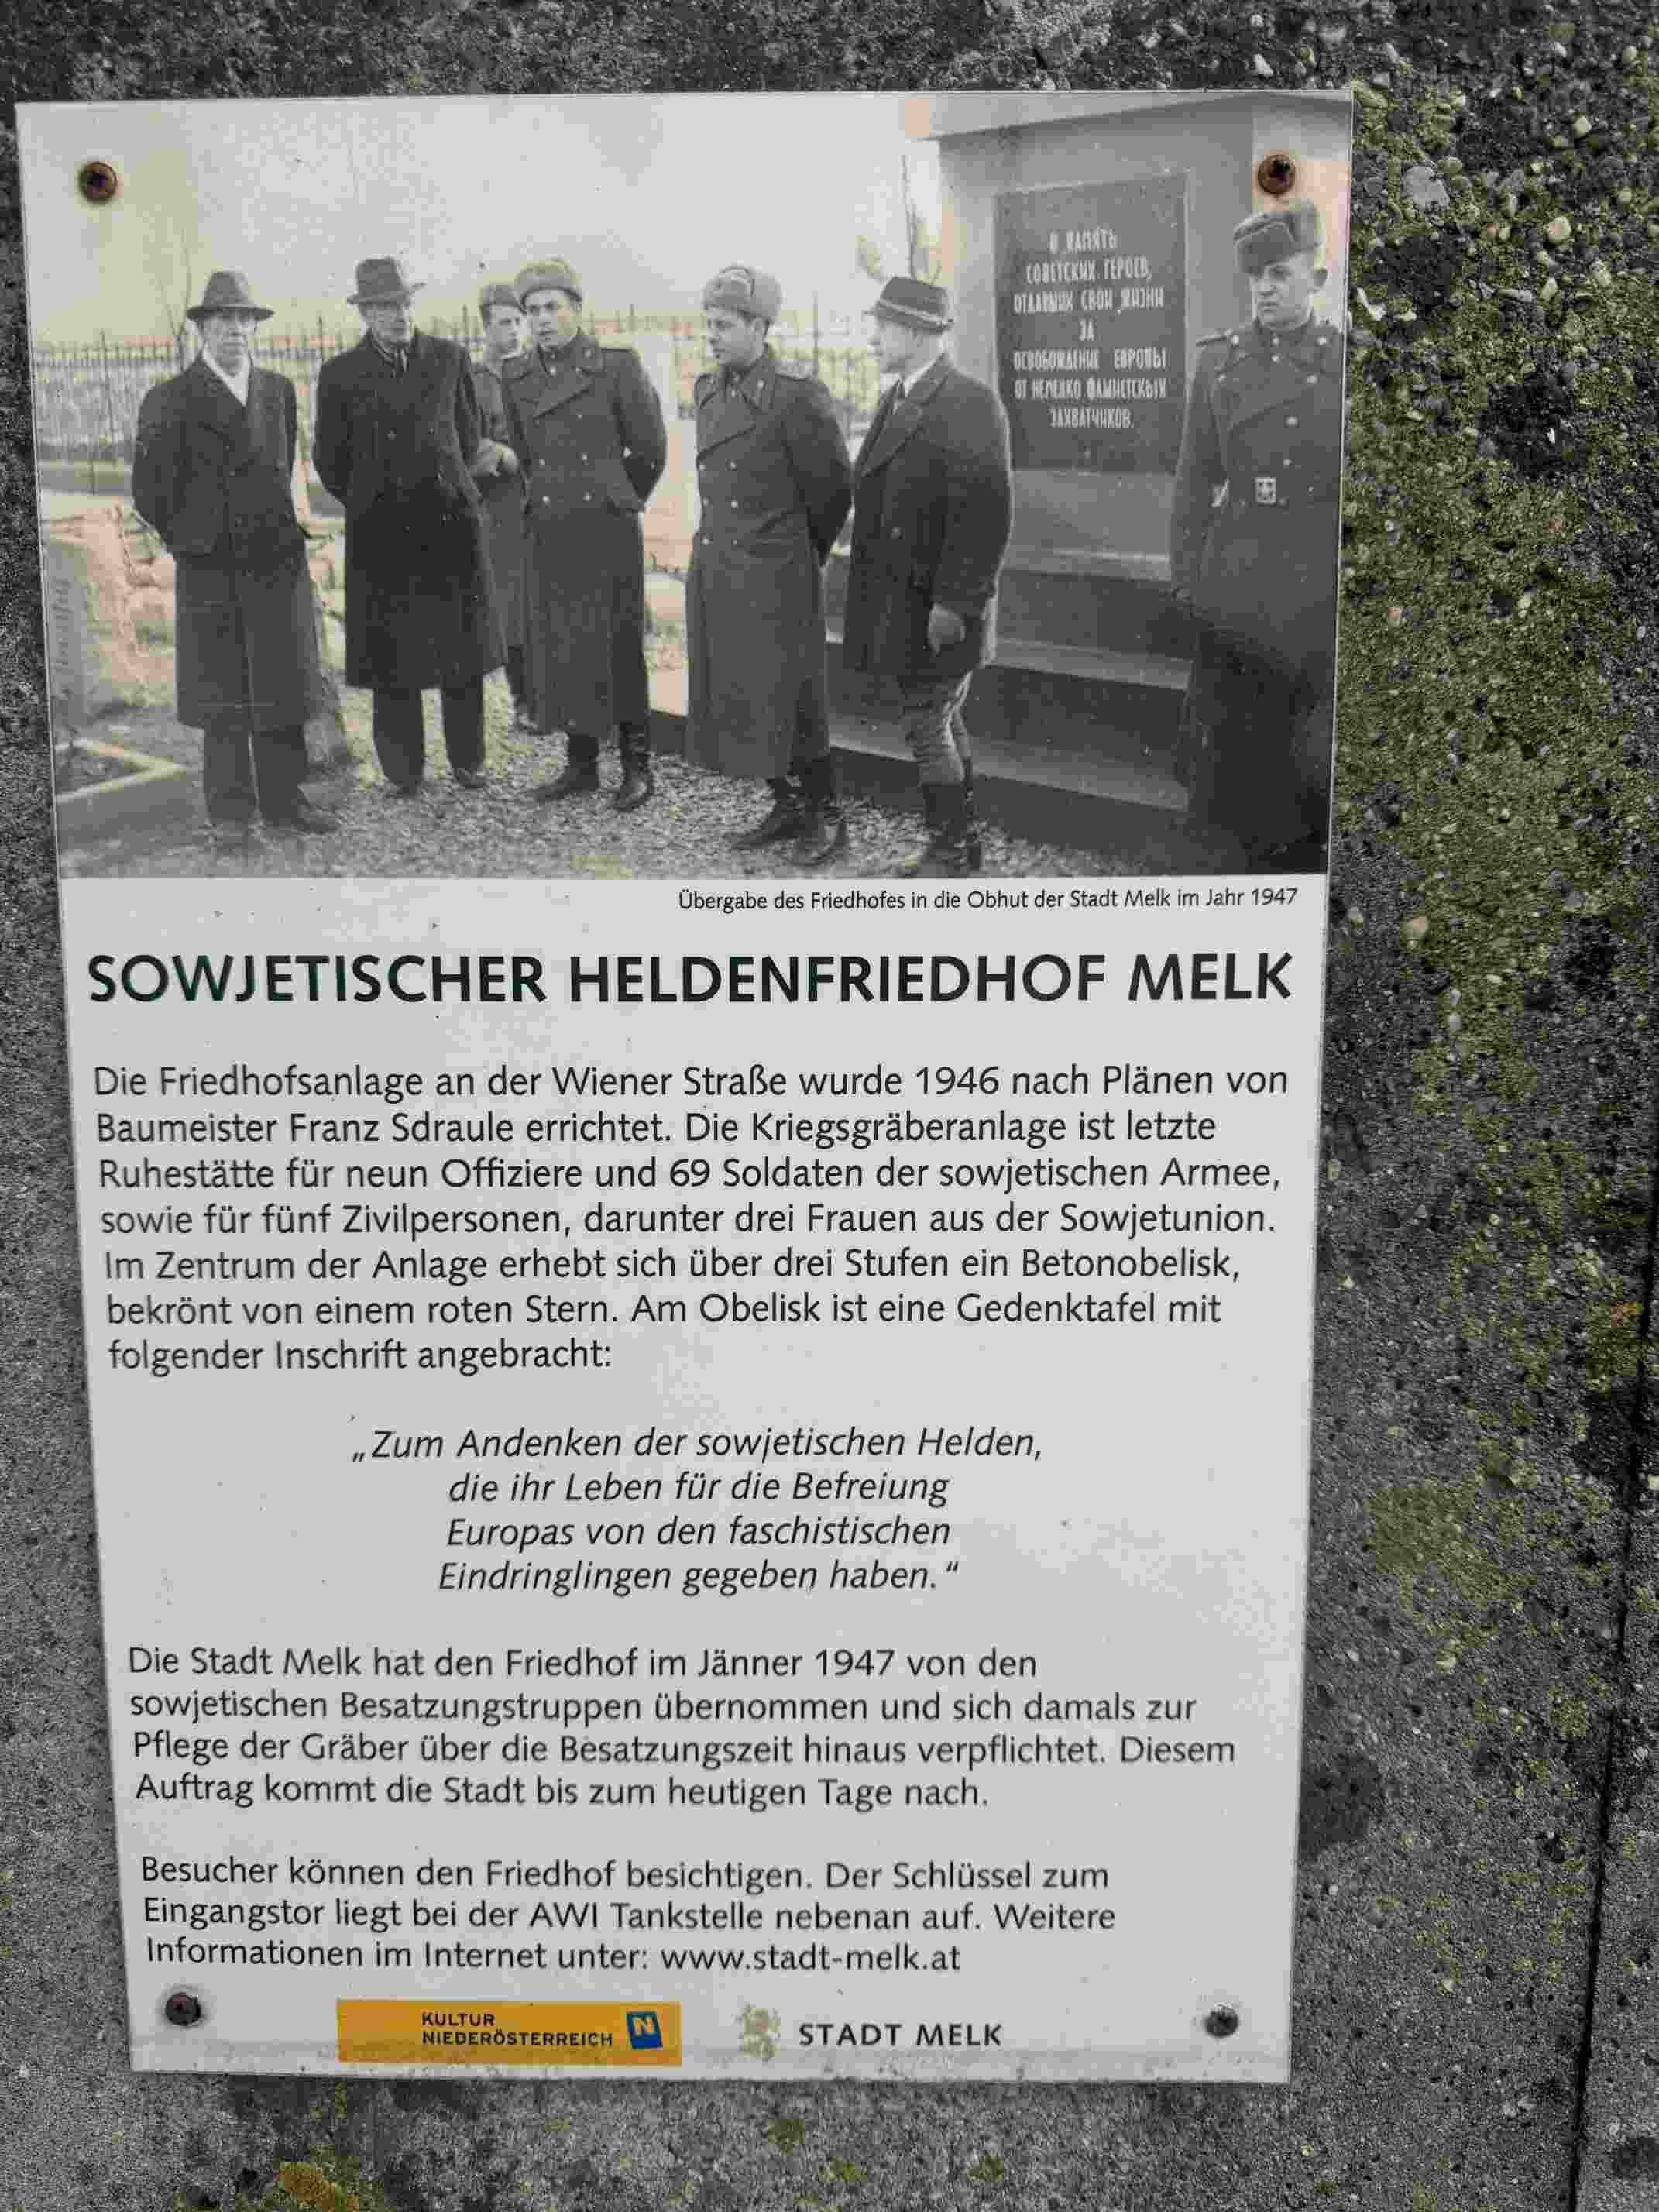 В ПАМЯТЬ
СОВЕТСКИХ ГЕРОЕВ,
ОТДАВШИХ СВОИ ЖИЗНИ
ЗА
ОСВОБОЖДЕНИЕ ЕВРОПЫ
ОТ
ЗАХВАТЧИКОВ.
Übergabe des Friedhofes in die Obhut der Stadt Melk im Jahr 1947
SOWJETISCHER HELDENFRIEDHOF MELK
Die Friedhofsanlage an der Wiener Straße wurde 1946 nach Plänen von
Baumeister Franz Sdraule errichtet. Die Kriegsgräberanlage ist letzte
Ruhestätte für neun Offiziere und 69 Soldaten der sowjetischen Armee,
sowie für fünf Zivilpersonen, darunter drei Frauen aus der Sowjetunion.
Im Zentrum der Anlage erhebt sich über drei Stufen ein Betonobelisk,
bekrönt von einem roten Stern. Am Obelisk ist eine Gedenktafel mit
folgender Inschrift angebracht:
„Zum Andenken der sowjetischen Helden,
die ihr Leben für die Befreiung
Europas von den faschistischen
Eindringlingen gegeben haben.“
Die Stadt Melk hat den Friedhof im Jänner 1947 von den
sowjetischen Besatzungstruppen übernommen und sich damals zur
Pflege der Gräber über die Besatzungszeit hinaus verpflichtet. Diesem
Auftrag kommt die Stadt bis zum heutigen Tage nach.
Besucher können den Friedhof besichtigen. Der Schlüssel zum
Eingangstor liegt bei der AWI Tankstelle nebenan auf. Weitere
Informationen im Internet unter: www.stadt-melk.at
KULTUR
NIEDERÖSTERREICH N
STADT MELK